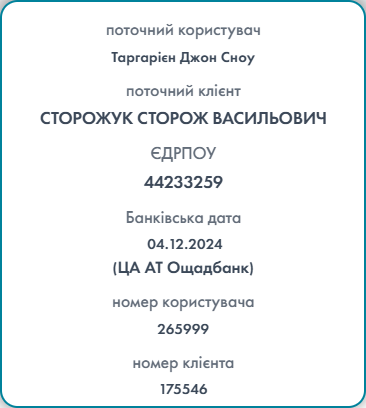 поточний користувач
Таргарієн Джон Сноу
поточний клієнт
СТОРОЖУК СТОРОЖ ВАСИЛЬОВИЧ
ЄДРПОУ
44233259
Банківська дата
04.12.2024
(ЦА АТ Ощадбанк)
номер користувача
265999
номер клієнта
175546